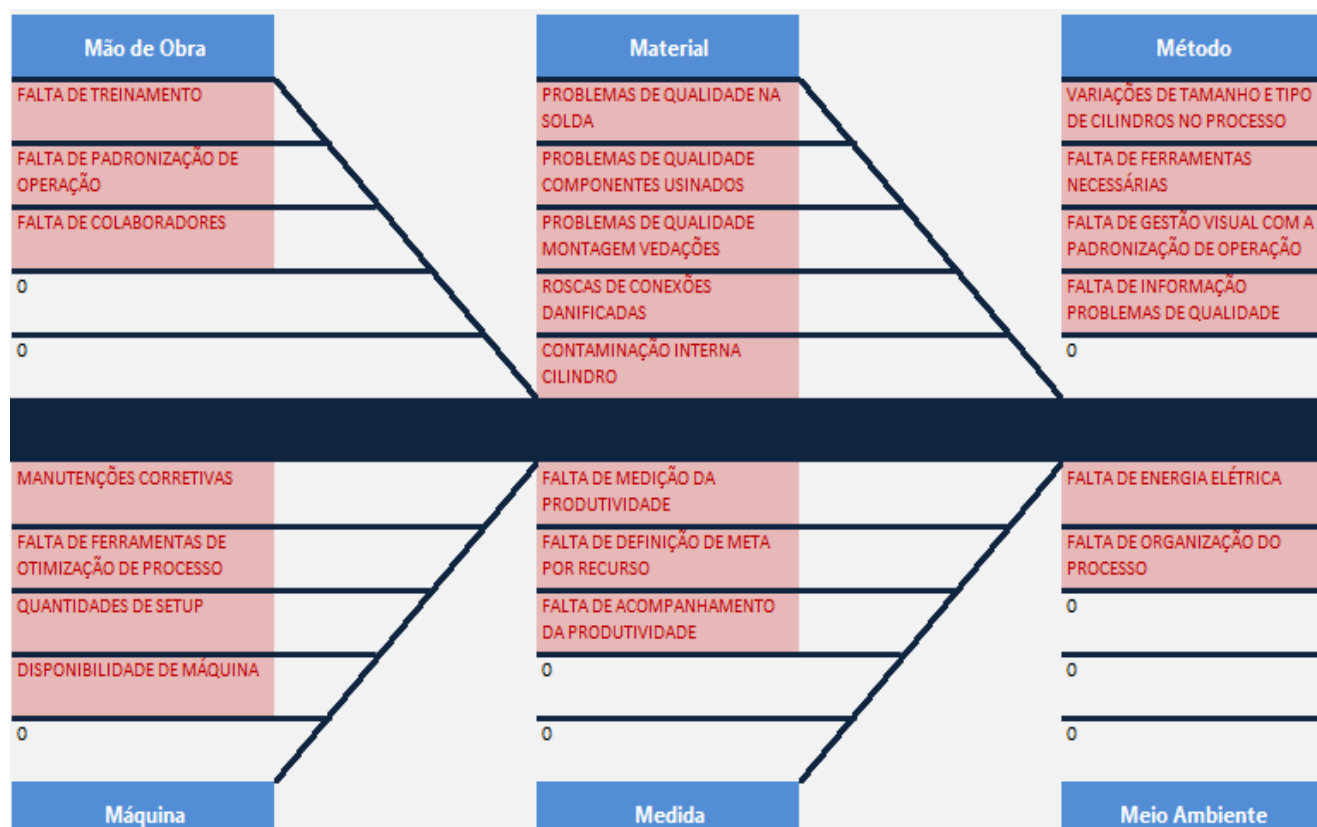 Mão de Obra
FALTA DE TREINAMENTO
FALTA DE PADRONIZAÇÃO DE
OPERAÇÃO
FALTA DE COLABORADORES
0
0
Material
PROBLEMAS DE QUALIDADE NA
SOLDA
PROBLEMAS DE QUALIDADE
COMPONENTES USINADOS
PROBLEMAS DE QUALIDADE
MONTAGEM VEDAÇÕES
ROSCAS DE CONEXÕES
DANIFICADAS
CONTAMINAÇÃO INTERNA
CILINDRO
Método
VARIAÇÕES DE TAMANHO E TIPO
DE CILINDROS NO PROCESSO
FALTA DE FERRAMENTAS
NECESSÁRIAS
FALTA DE GESTÃO VISUAL COM A
PADRONIZAÇÃO DE OPERAÇÃO
FALTA DE INFORMAÇÃO
PROBLEMAS DE QUALIDADE
0
MANUTENÇÕES CORRETIVAS
FALTA DE FERRAMENTAS DE
OTIMIZAÇÃO DE PROCESSO
QUANTIDADES DE SETUP
DISPONIBILIDADE DE MÁQUINA
0
Máquina
FALTA DE MEDIÇÃO DA
PRODUTIVIDADE
FALTA DE DEFINIÇÃO DE META
POR RECURSO
FALTA DE ACOMPANHAMENTO
DA PRODUTIVIDADE
0
0
Medida
FALTA DE ENERGIA ELÉTRICA
FALTA DE ORGANIZAÇÃO DO
PROCESSO
0
0
0
Meio Ambiente